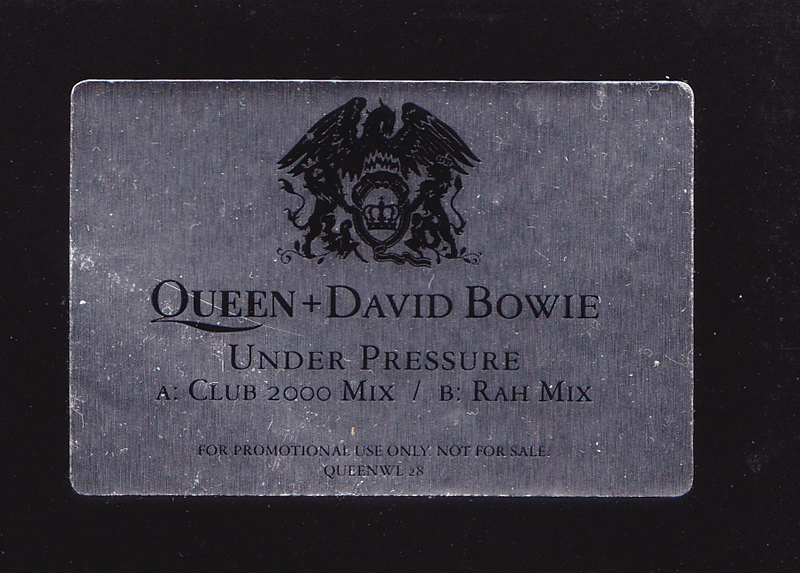 QUEEN+DAVID BOWIE
UNDER PRESSURE
A: CLUB 2000 MIX / B: RAH MIX
FOR PROMOTIONAL USE ONLY. NOT FOR SALE.
QUEENWL 28